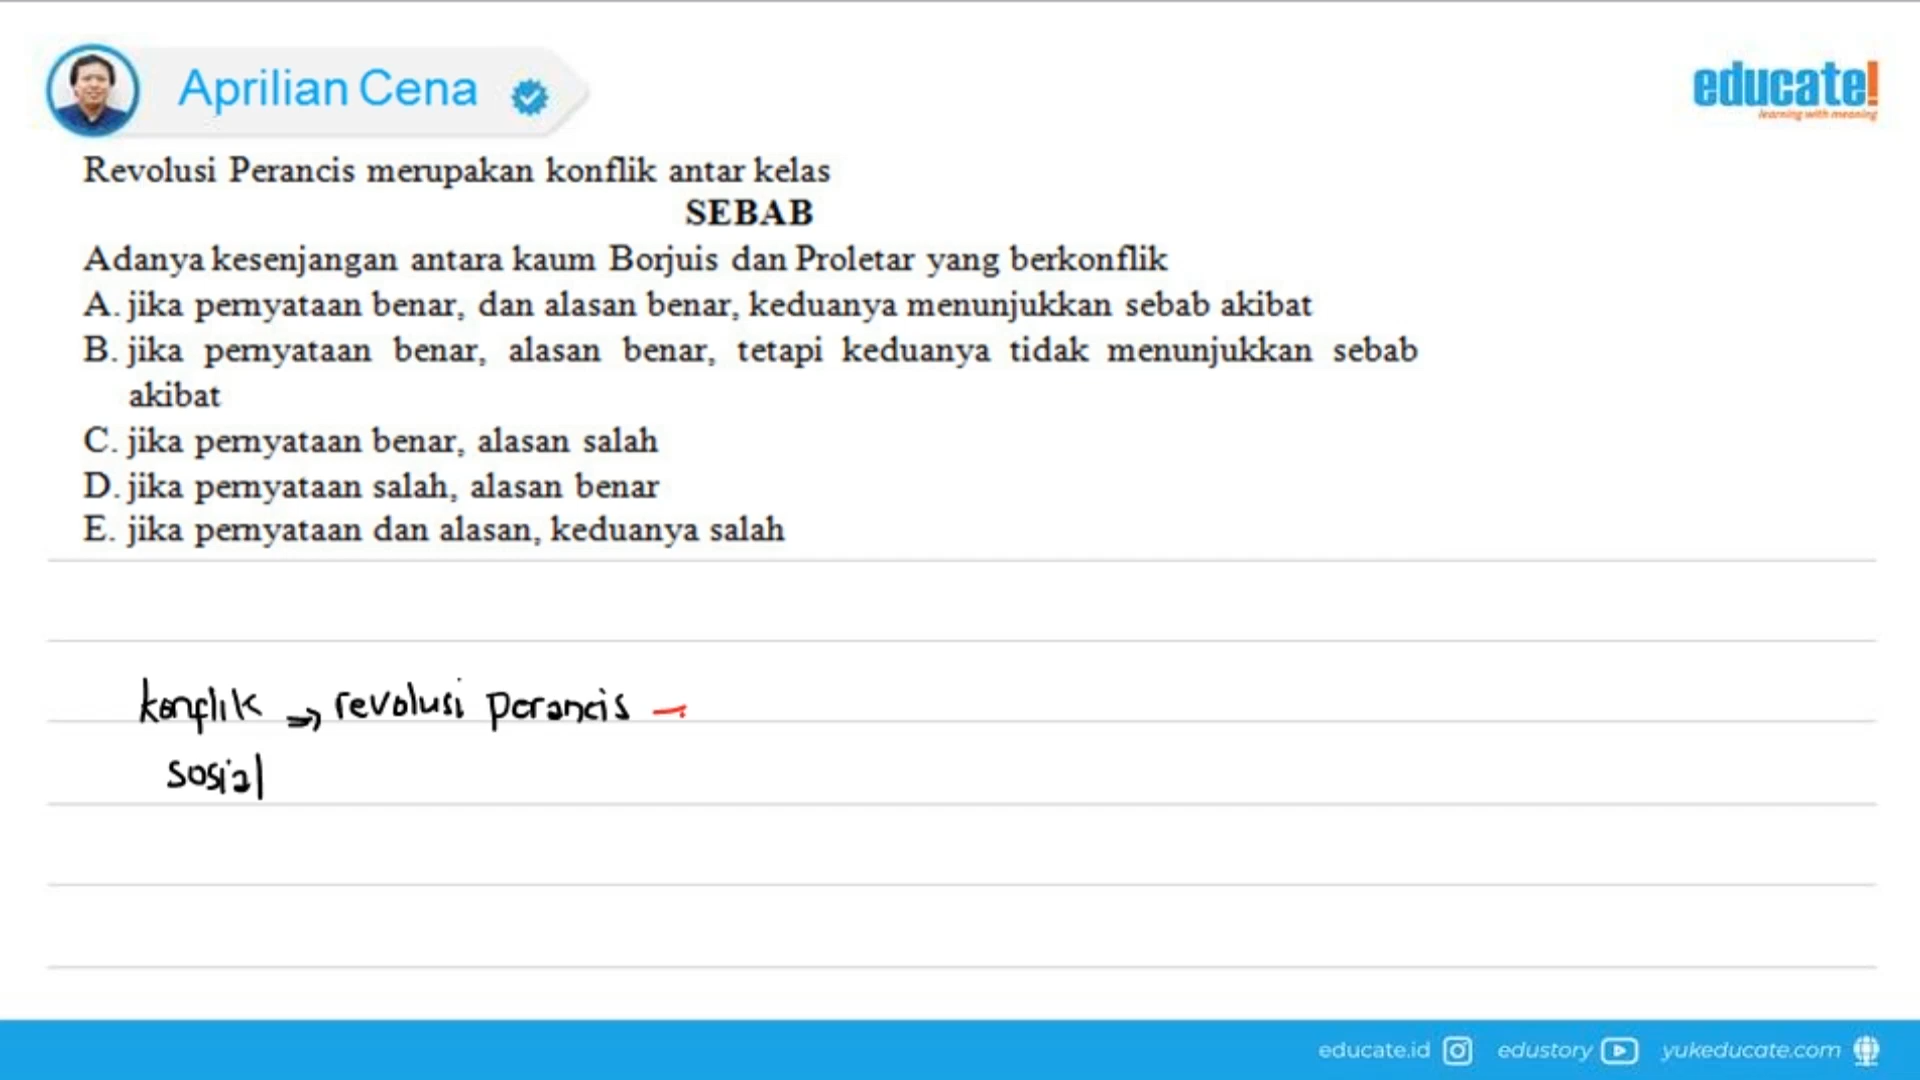 Aprilian Cena
educate!
learning with meaning
Revolusi Perancis merupakan konflik antar kelas
SEBAB
Adanya kesenjangan antara kaum Borjuis dan Proletar yang berkonflik
A. jika pernyataan benar, dan alasan benar, keduanya menunjukkan sebab akibat
B. jika pernyataan benar, alasan benar, tetapi keduanya tidak menunjukkan sebab
akibat
C. jika pernyataan benar, alasan salah
D. jika pernyataan salah, alasan benar
E. jika pernyataan dan alasan, keduanya salah
konflik ⇒ revolusi perancis –
sosial
educate.id edustory yukeducate.com